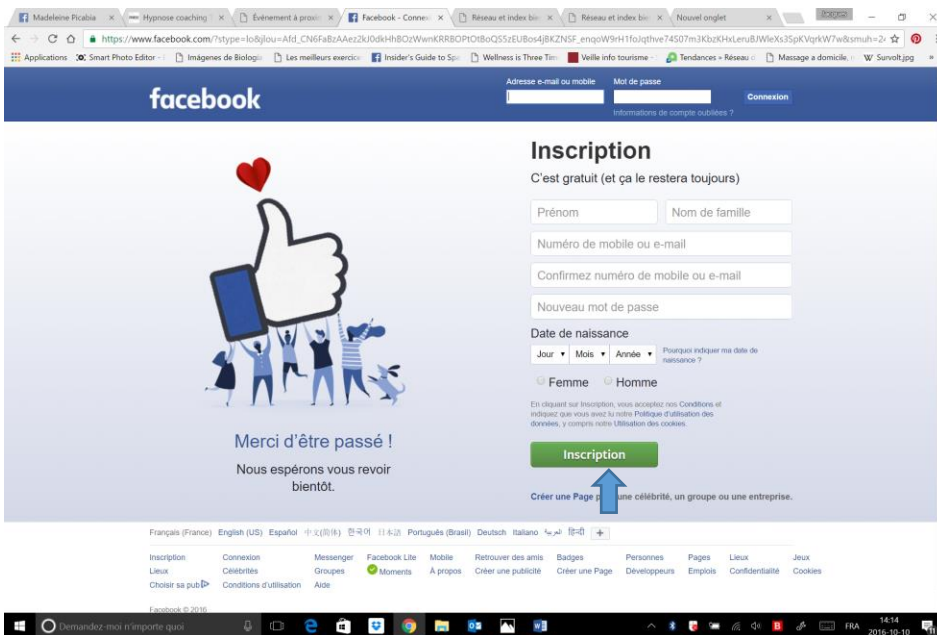 Madeleine Picabia
Hypnose coaching
Évènement à proxi
Facebook - Connex
Réseau et index bio
Réseau et index bio
Nouvel onglet
https://www.facebook.com/?stype=lo&jlou=
Applications
Smart Photo Editor -
Imágenes de Biología
Les meilleurs exercice
Insider's Guide to Spa
Wellness is Three Tim
Veille info tourisme -
Tendances » Réseau
Massage a domicile,
Survolt.jpg
»
Adresse e-mail ou mobile
Mot de passe
facebook
Connexion
Informations de compte oubliées ?
Inscription
C'est gratuit (et ça le restera toujours)
Prénom
Nom de famille
Numéro de mobile ou e-mail
Confirmez numéro de mobile ou e-mail
Nouveau mot de passe
Date de naissance
Jour Mois Année
Pourquoi indiquer ma date de
naissance ?
Femme Homme
En cliquant sur Inscription, vous acceptez nos Conditions et
indiquez que vous avez lu notre Politique d'utilisation des
données, y compris notre Utilisation des cookies.
Inscription
Merci d'être passé !
Nous espérons vous revoir
bientôt.
Créer une Page p une célébrité, un groupe ou une entreprise.
Français (France) English (US) Español 中文(简体) 한국어 日本語 Português (Brasil) Deutsch Italiano العربية हिन्दी +
Inscription Connexion Messenger Facebook Lite Mobile Retrouver des amis Badges Personnes Pages Lieux Jeux
Lieux Célébrités Groupes Moments À propos Créer une publicité Créer une Page Développeurs Emplois Confidentialité Cookies
Choisir sa pub Conditions d'utilisation Aide
Facebook © 2016
Demandez-moi n'importe quoi
FRA
14:14
2016-10-10